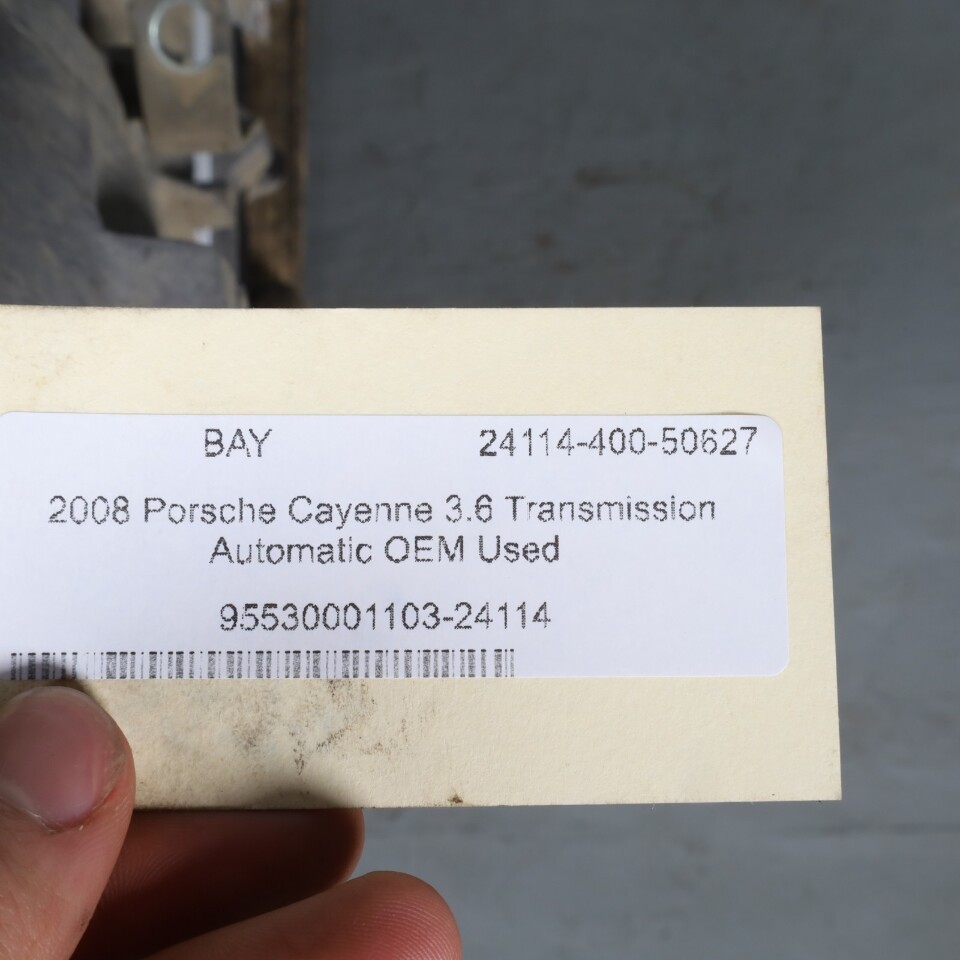 BAY 24114-400-50627
2008 Porsche Cayenne 3.6 Transmission
Automatic OEM Used
95530001103-24114